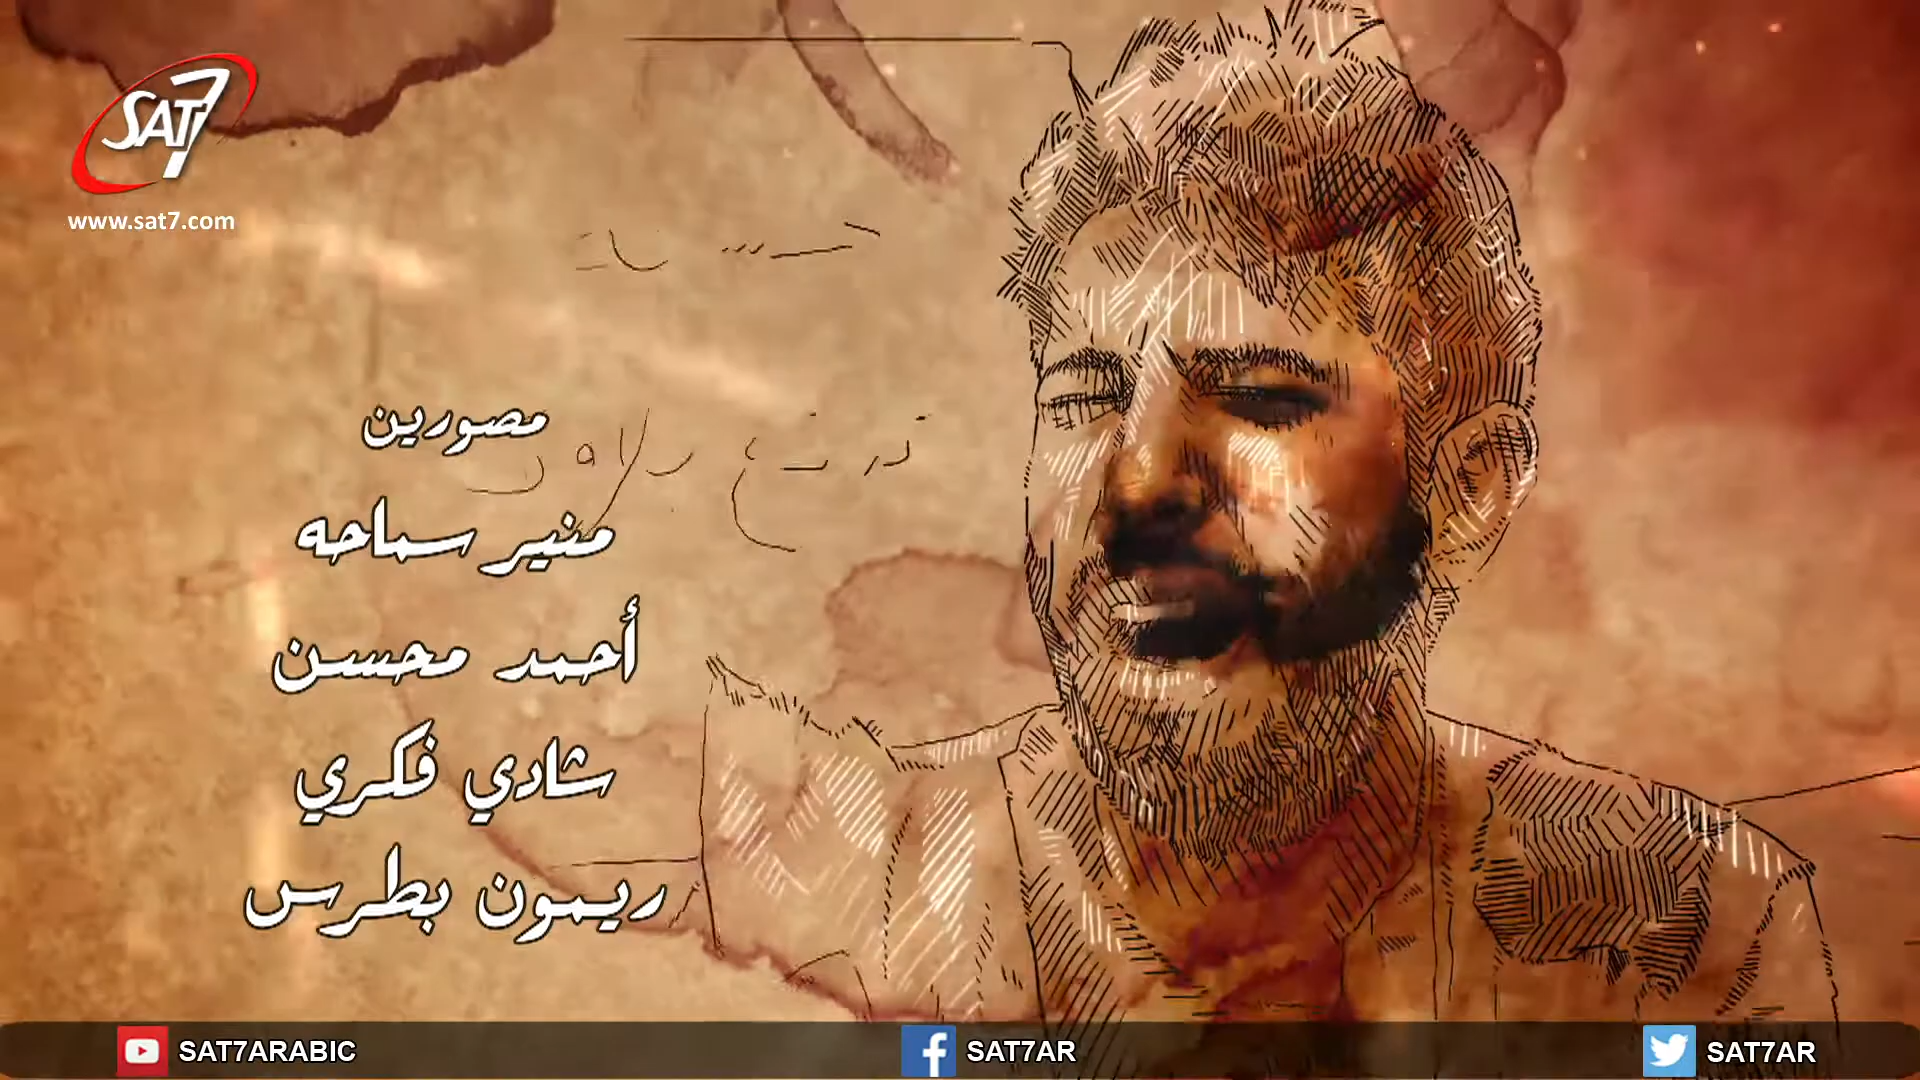 SAT7
www.sat7.com
مصورين
منير سماحه
أحمد محسن
شادي فكري
ريمون بطرس
SAT7ARABIC
SAT7AR
SAT7AR